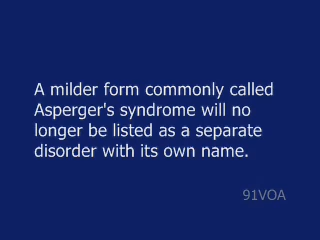 A milder form commonly called
Asperger's syndrome will no
longer be listed as a separate
disorder with its own name.
91VOA